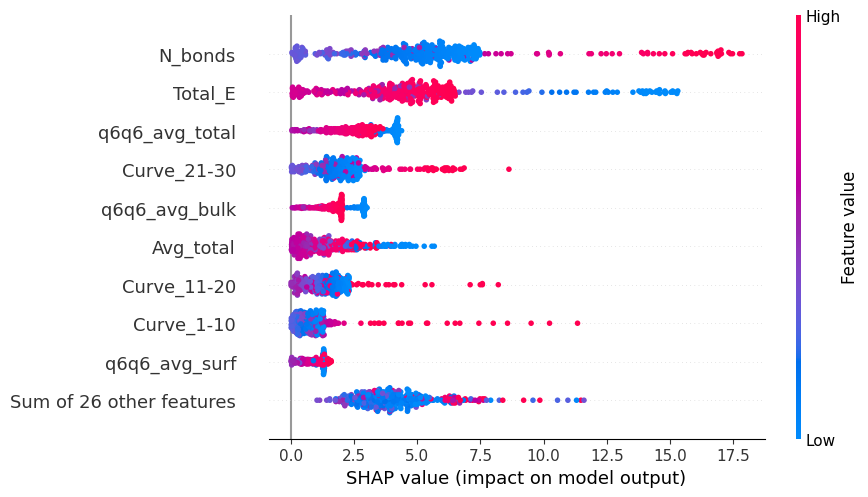 High
N_bonds
Total_E
q6q6_avg_total
Curve_21-30
q6q6_avg_bulk
Avg_total
Curve_11-20
Curve_1-10
q6q6_avg_surf
Sum of 26 other features
Feature value
Low
0.0 2.5 5.0 7.5 10.0 12.5 15.0 17.5
SHAP value (impact on model output)